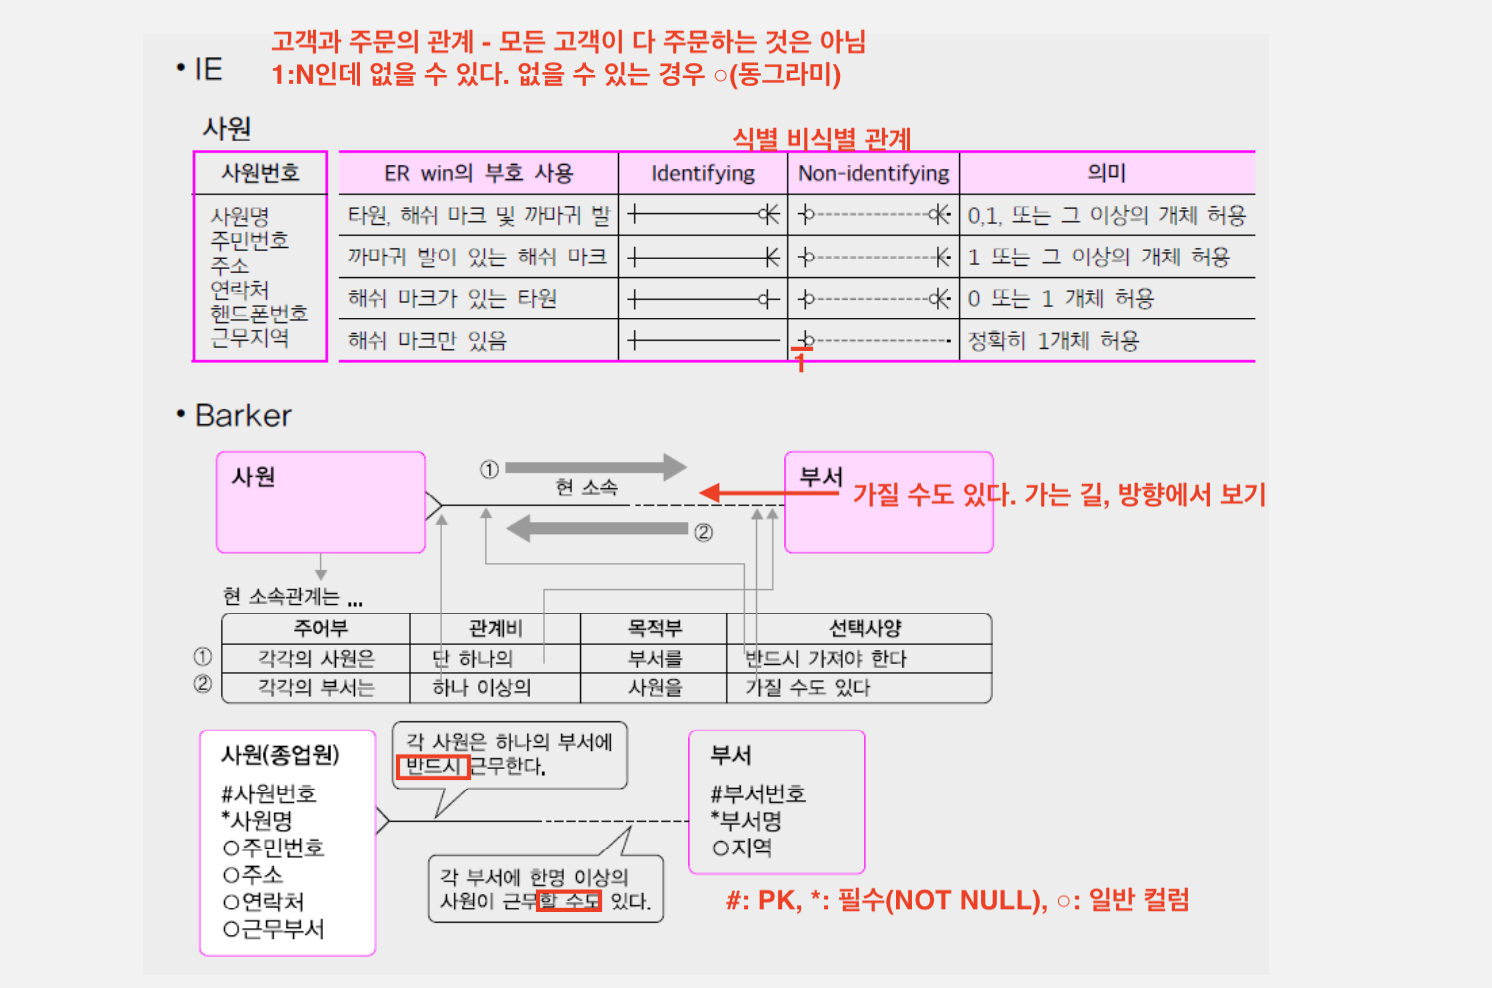 고객과 주문의 관계 - 모든 고객이 다 주문하는 것은 아님
• IE
1:N인데 없을 수 있다. 없을 수 있는 경우 ○(동그라미)
사원
식별 비식별 관계
사원번호
사원명
주민번호
주소
연락처
핸드폰번호
근무지역
ER win의 부호 사용 Identifying Non-identifying 의미
타원, 해쉬 마크 및 까마귀 발 0,1, 또는 그 이상의 개체 허용
까마귀 발이 있는 해쉬 마크 1 또는 그 이상의 개체 허용
해쉬 마크가 있는 타원 0 또는 1 개체 허용
해쉬 마크만 있음 정확히 1개체 허용
1
• Barker
사원
① 현 소속
②
부서
가질 수도 있다. 가는 길, 방향에서 보기
현 소속관계는 ...
주어부 관계비 목적부 선택사양
① 각각의 사원은 단 하나의 부서를 반드시 가져야 한다
② 각각의 부서는 하나 이상의 사원을 가질 수도 있다
사원(종업원)
#사원번호
*사원명
○주민번호
○주소
○연락처
○근무부서
각 사원은 하나의 부서에
반드시 근무한다.
각 부서에 한명 이상의
사원이 근무할 수도 있다.
부서
#부서번호
*부서명
○지역
#: PK, *: 필수(NOT NULL), ○: 일반 컬럼